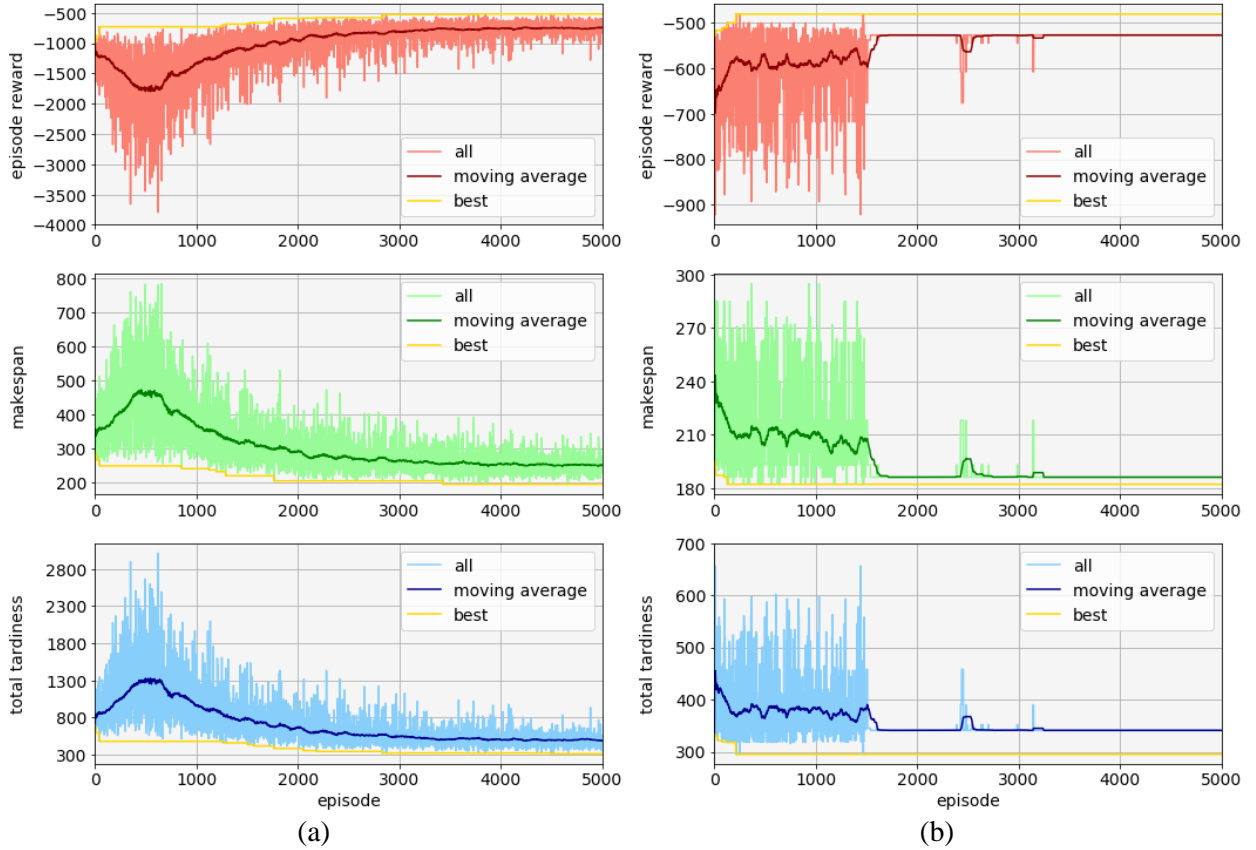 −500
−1000
−1500
−2000
−2500
−3000
−3500
−4000
episode reward
all
moving average
best
0 1000 2000 3000 4000 5000
−500
−600
−700
−800
−900
episode reward
all
moving average
best
0 1000 2000 3000 4000 5000
800
700
600
500
400
300
200
makespan
all
moving average
best
0 1000 2000 3000 4000 5000
300
270
240
210
180
makespan
all
moving average
best
0 1000 2000 3000 4000 5000
2800
2300
1800
1300
800
300
total tardiness
all
moving average
best
0 1000 2000 3000 4000 5000
episode
(a)
700
600
500
400
300
total tardiness
all
moving average
best
0 1000 2000 3000 4000 5000
episode
(b)